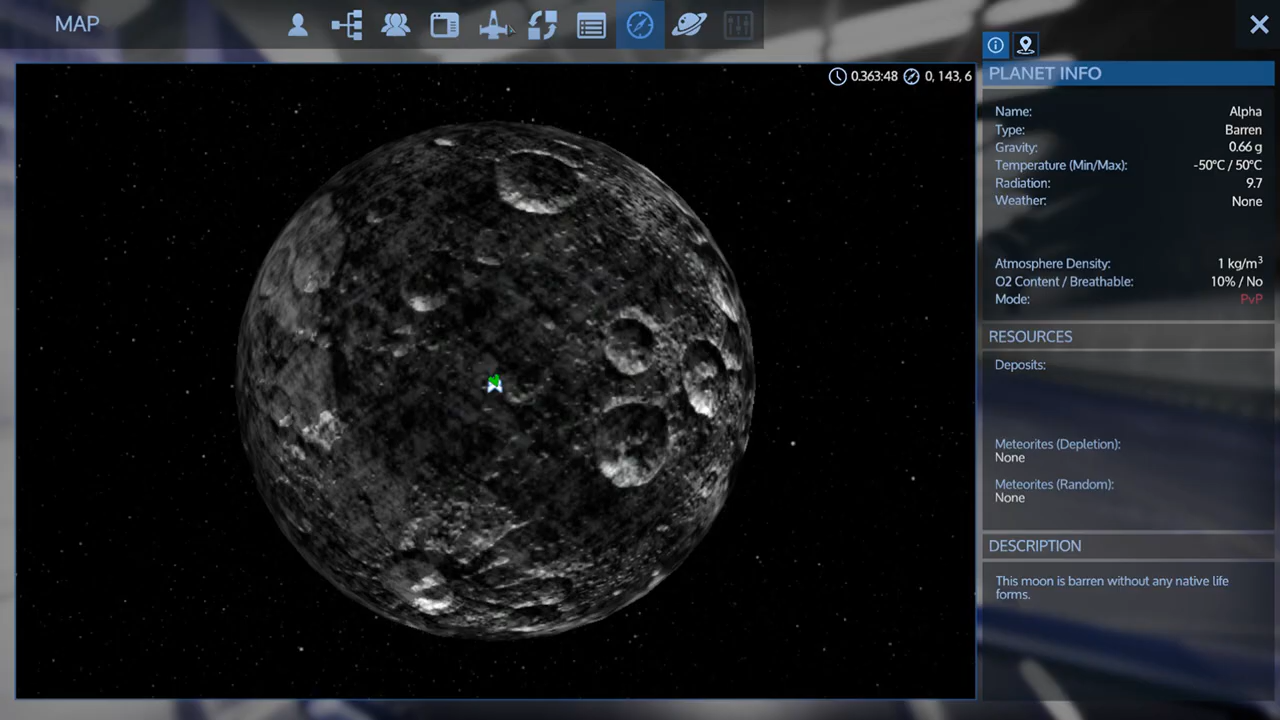 MAP
0.363:48 0, 143, 6
PLANET INFO
Name: Alpha
Type: Barren
Gravity: 0.66 g
Temperature (Min/Max): -50°C / 50°C
Radiation: 9.7
Weather: None
Atmosphere Density: 1 kg/m³
O2 Content / Breathable: 10% / No
Mode: PvP
RESOURCES
Deposits:
Meteorites (Depletion):
None
Meteorites (Random):
None
DESCRIPTION
This moon is barren without any native life
forms.